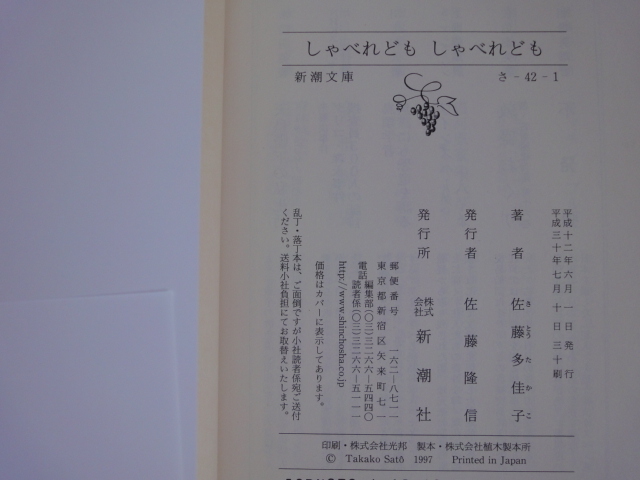 しゃべれども しゃべれども
新潮文庫
さ-42-1
平成十二年六月一日発行
平成三十年七月十日三十刷
著者 佐藤多佳子
さとうたかこ
発行者 佐藤隆信
発行所 株式会社 新潮社
郵便番号 一六二-八七一一
東京都新宿区矢来町七一
電話 編集部(〇三)三二六六-五四四〇
読者係(〇三)三二六六-五一一一
http://www.shinchosha.co.jp
価格はカバーに表示してあります。
乱丁・落丁本は、ご面倒ですが小社読者係宛ご送付
ください。送料小社負担にてお取替えいたします。
印刷・株式会社光邦 製本・株式会社植木製本所
© Takako Satô 1997 Printed in Japan